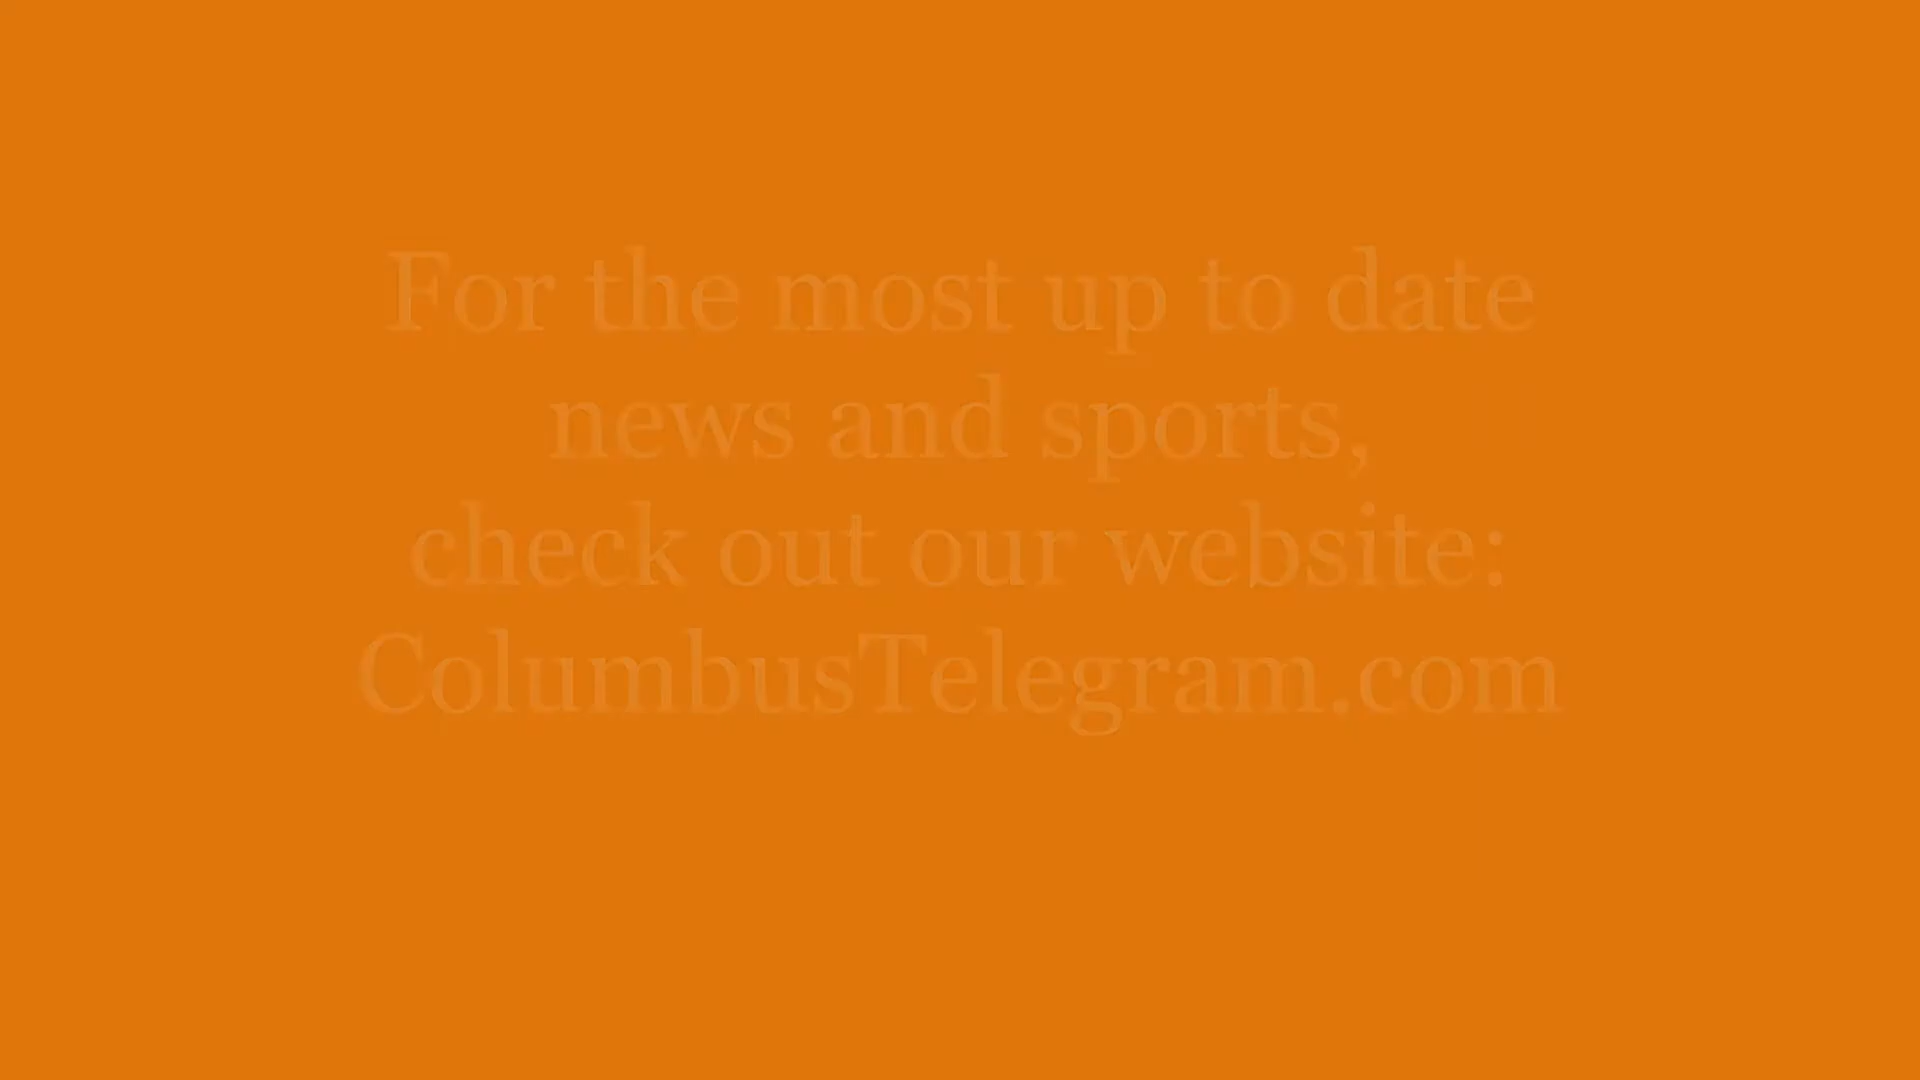 For the most up to date
news and sports,
check out our website:
ColumbusTelegram.com